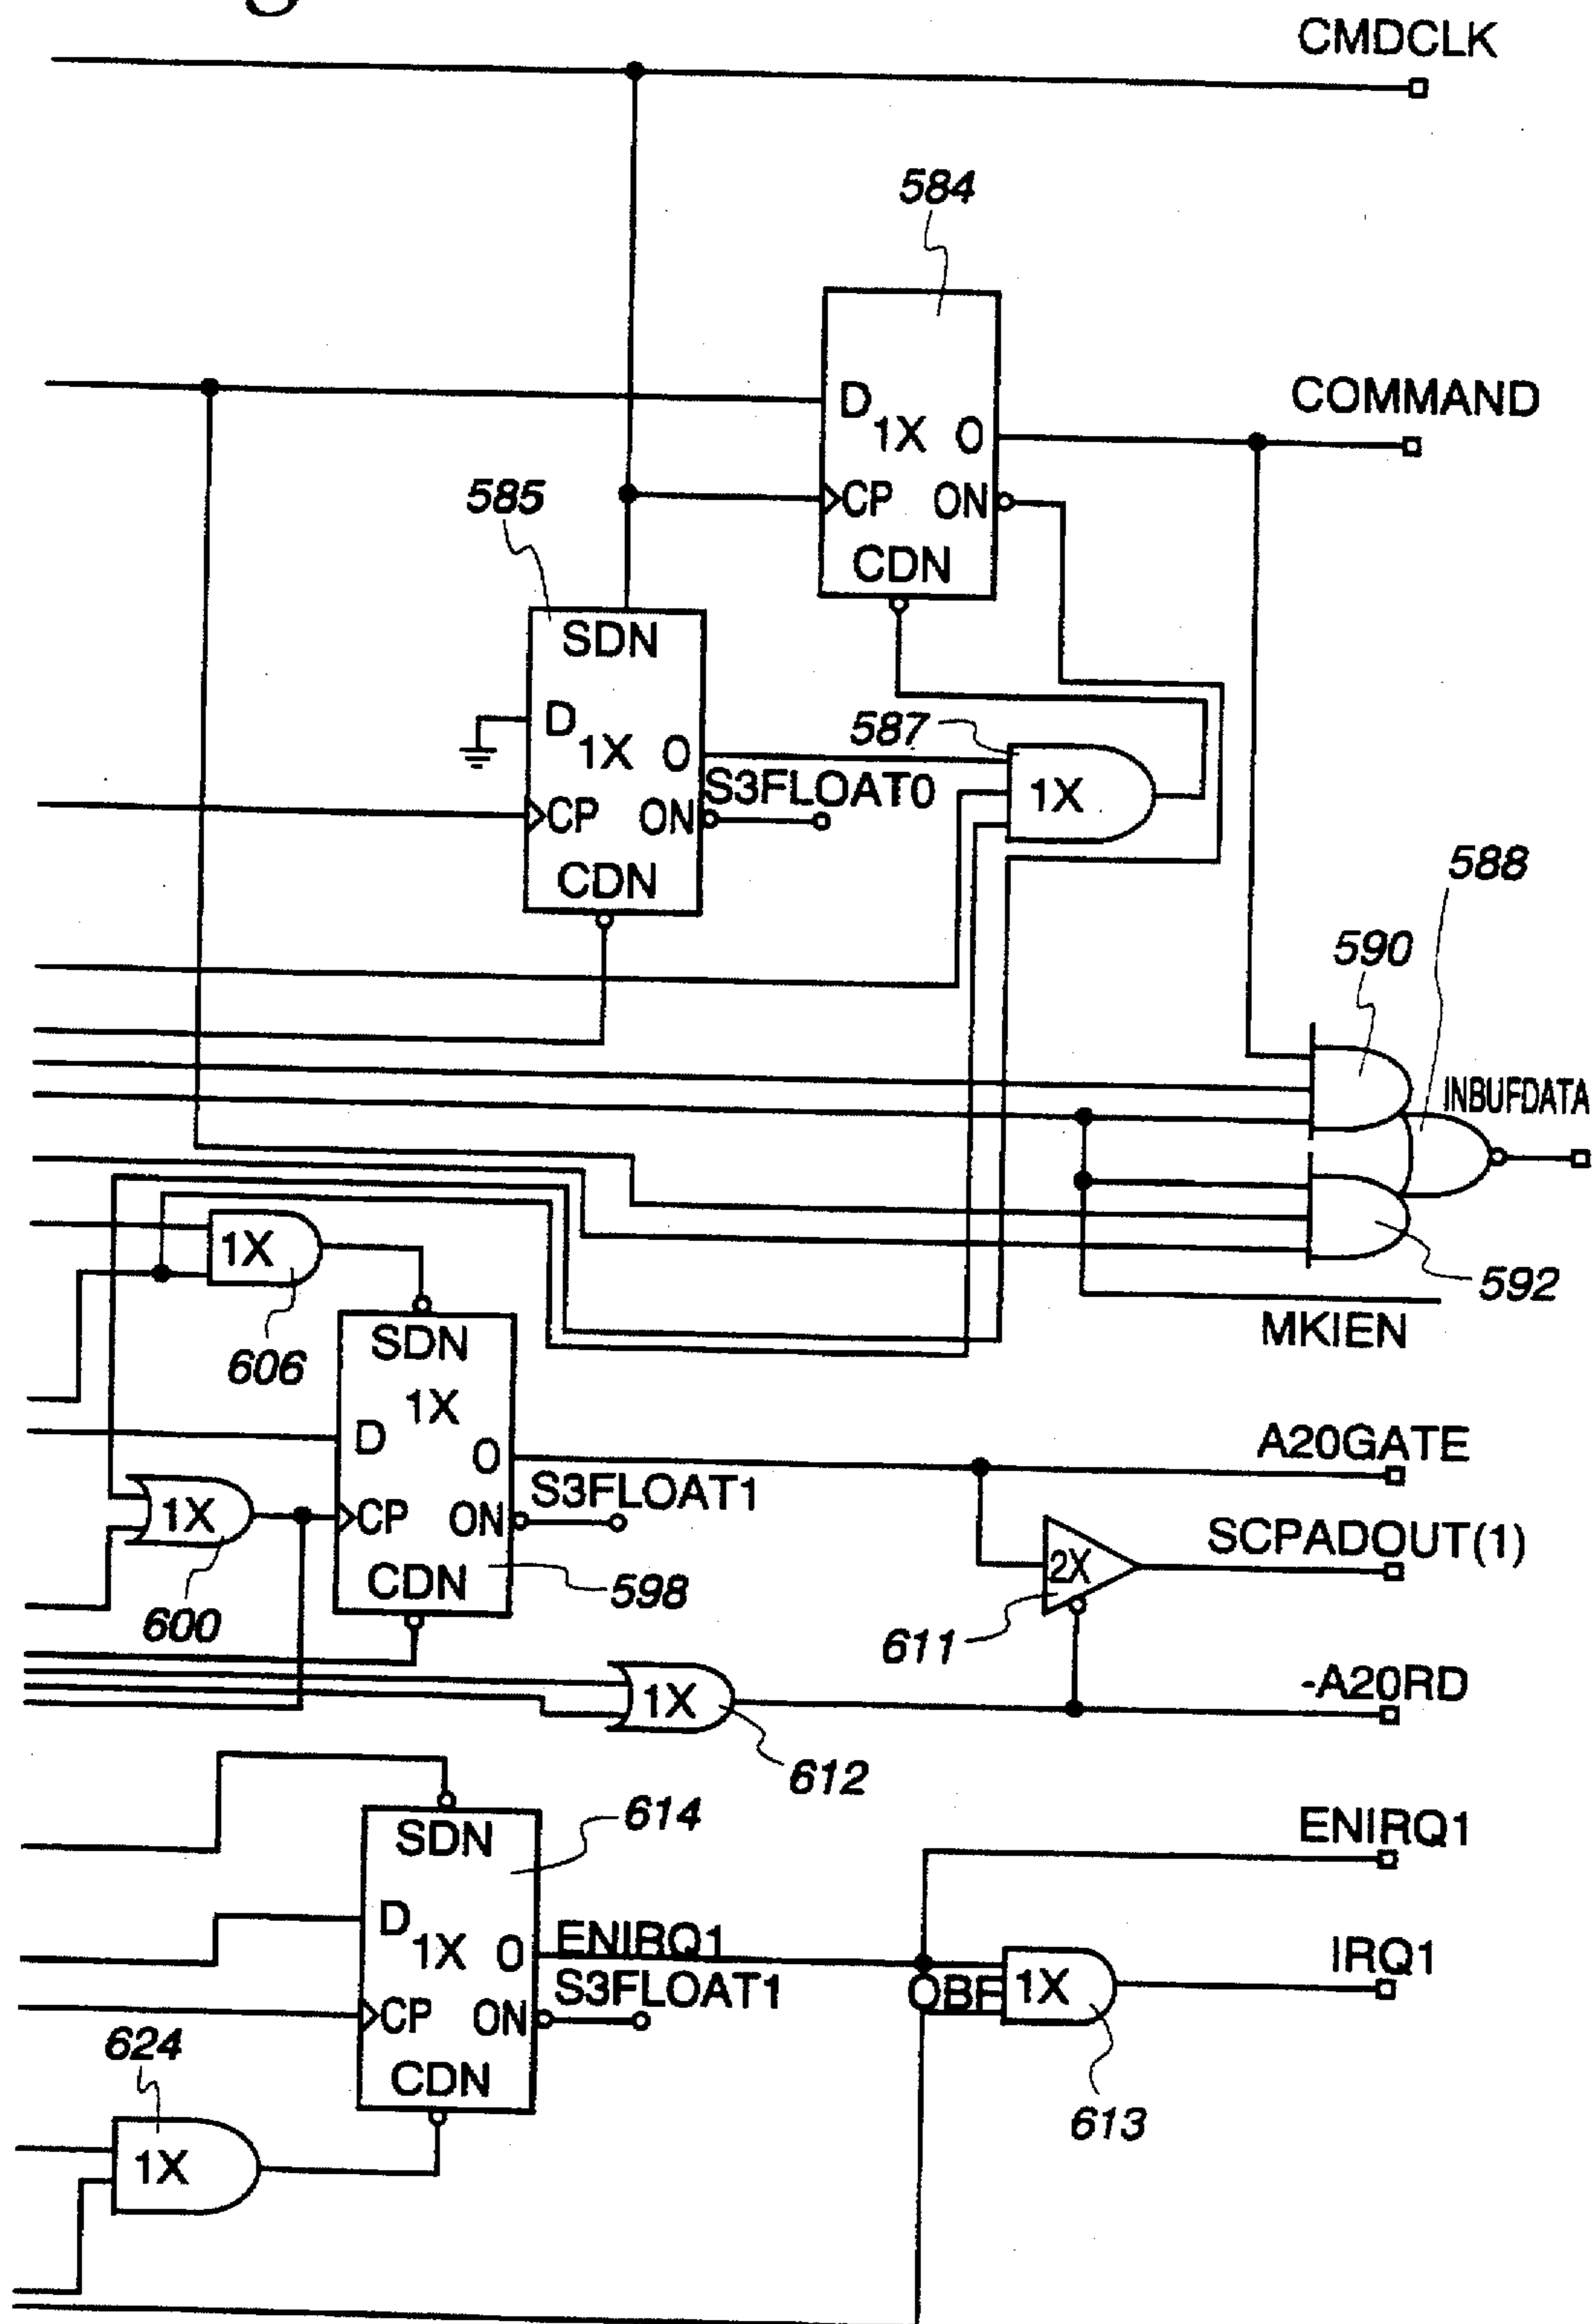 CMDCLK
584
D 1X O
COMMAND
CP ON
CDN
585
SDN
D 1X O
587
1X
S3FLOAT0
CP ON
CDN
588
590
INBUFDATA
592
MKIEN
1X
606
SDN
1X
D O
A20GATE
S3FLOAT1
1X
CP ON
CDN
598
600
SCPADOUT(1)
2X
611
-A20RD
1X
612
614
SDN
ENIRQ1
D 1X O
ENIRQ1
IRQ1
S3FLOAT1
OBF
1X
CP ON
CDN
613
624
1X